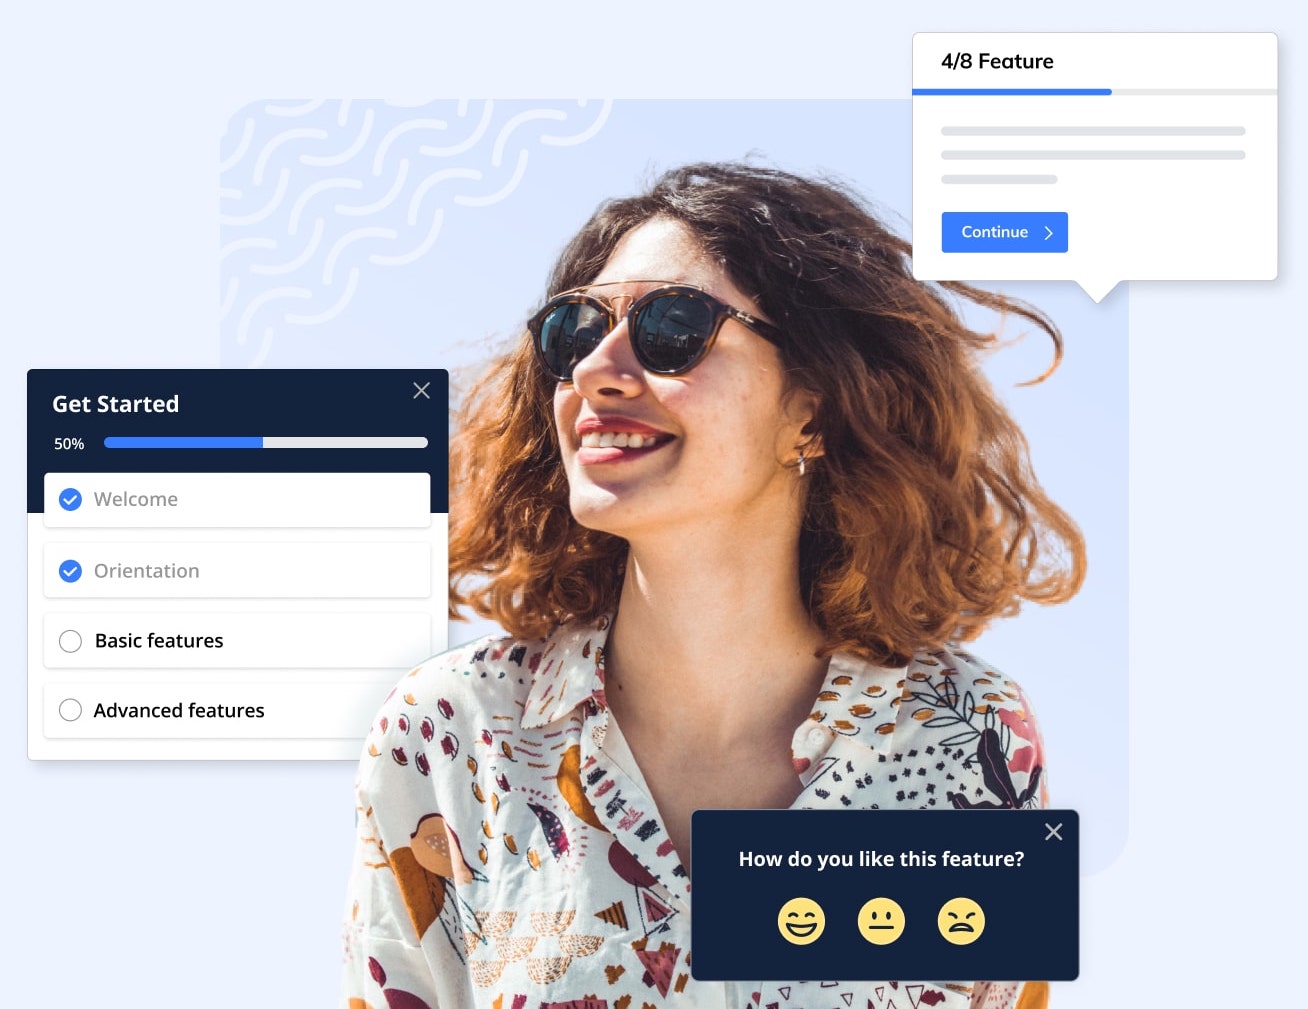 4/8 Feature
Continue
Get Started
50%
Welcome
Orientation
Basic features
Advanced features
How do you like this feature?